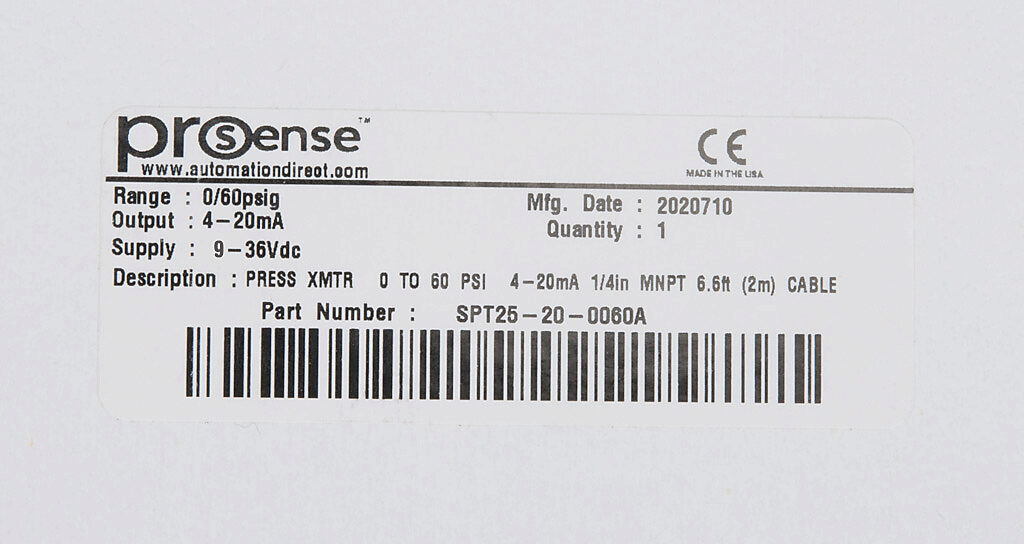 prosense™
www.automationdirect.com
CE
MADE IN THE USA
Range : 0/60psig
Output : 4-20mA
Supply : 9-36Vdc
Mfg. Date : 2020710
Quantity : 1
Description : PRESS XMTR 0 TO 60 PSI 4-20mA 1/4in MNPT 6.6ft (2m) CABLE
Part Number : SPT25-20-0060A